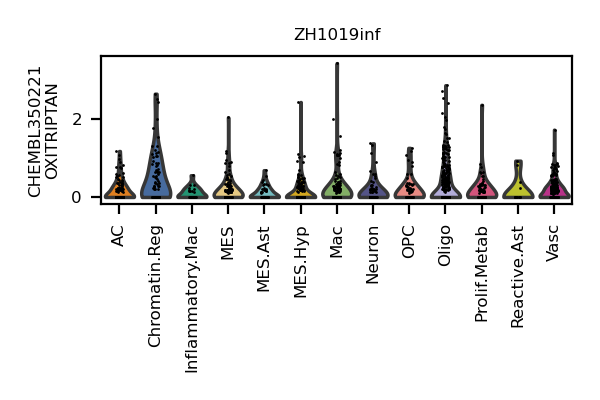 ZH1019inf
CHEMBL350221
OXITRIPTAN
2
0
AC
Chromatin.Reg
Inflammatory.Mac
MES
MES.Ast
MES.Hyp
Mac
Neuron
OPC
Oligo
Prolif.Metab
Reactive.Ast
Vasc